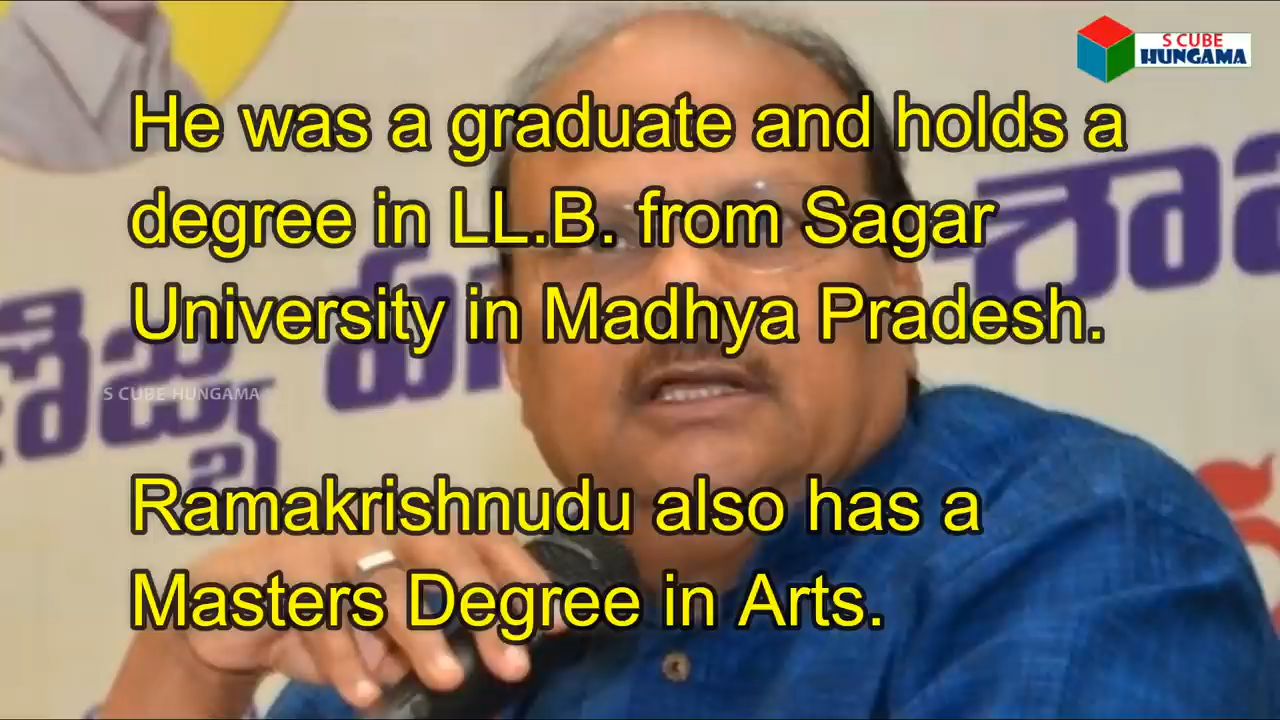 S CUBE
HUNGAMA
He was a graduate and holds a
degree in LL.B. from Sagar
University in Madhya Pradesh.
S CUBE HUNGAMA
Ramakrishnudu also has a
Masters Degree in Arts.